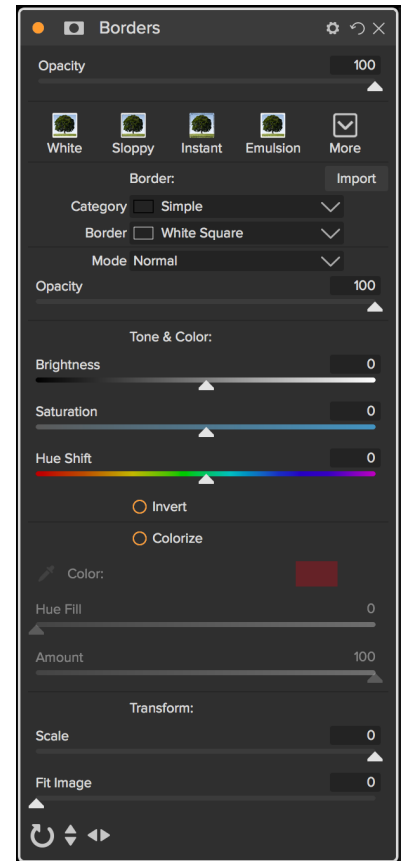 Borders
Opacity 100
White Sloppy Instant Emulsion More
Border: Import
Category Simple
Border White Square
Mode Normal
Opacity 100
Tone & Color:
Brightness 0
Saturation 0
Hue Shift 0
Invert
Colorize
Color:
Hue Fill 0
Amount 100
Transform:
Scale 0
Fit Image 0